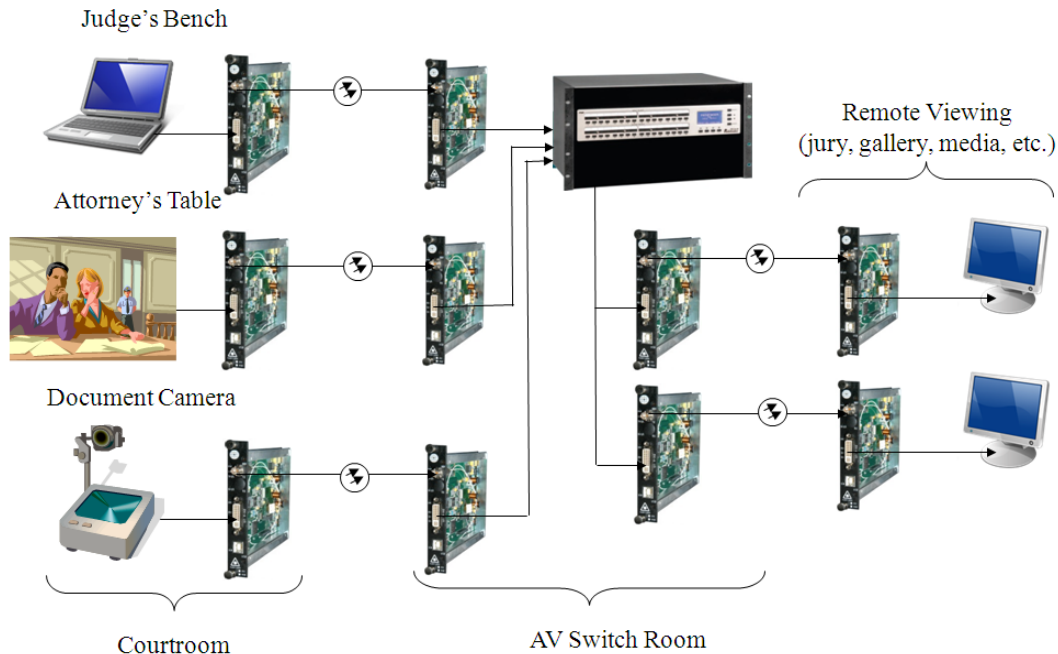 Judge's Bench
Attorney's Table
Document Camera
Remote Viewing
(jury, gallery, media, etc.)
Courtroom
AV Switch Room